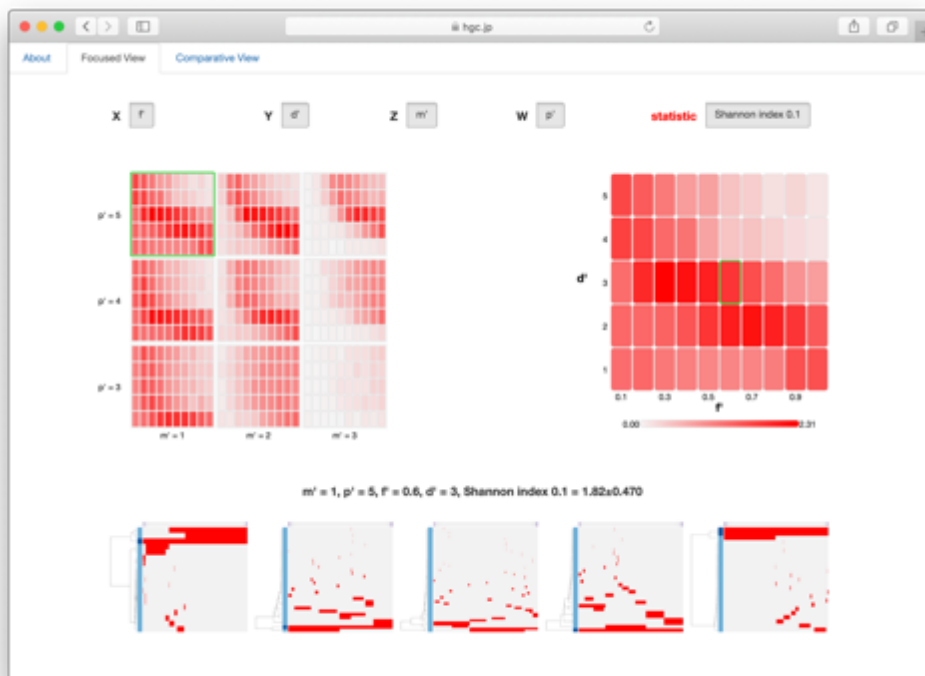 hgc.jp
About Focused View Comparative View
X f' Y d' Z m' W p' statistic Shannon index 0.1
p' = 5
p' = 4
p' = 3
m' = 1 m' = 2 m' = 3
5
4
d' 3
2
1
0.1 0.3 0.5 0.7 0.9
f'
0.00 2.31
m' = 1, p' = 5, f' = 0.6, d' = 3, Shannon index 0.1 = 1.82±0.470